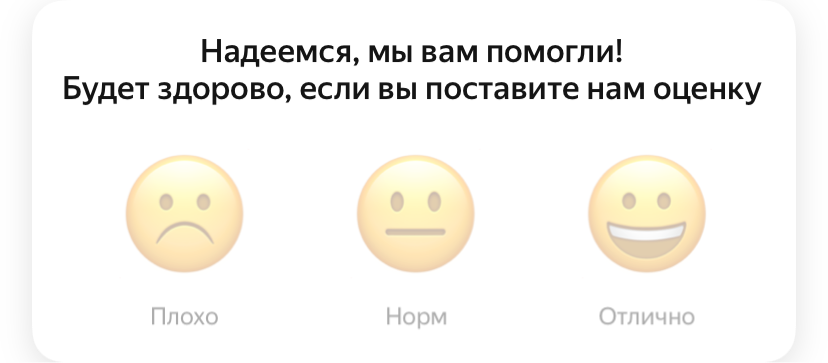 Надеемся, мы вам помогли!
Будет здорово, если вы поставите нам оценку
Плохо
Норм
Отлично